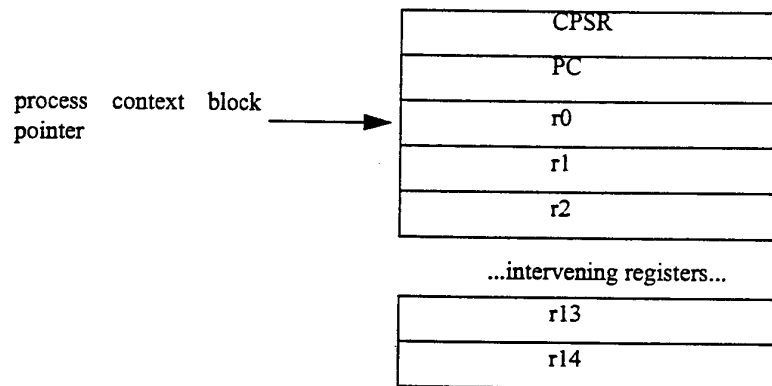 CPSR
PC
process context block
pointer
r0
r1
r2
...intervening registers...
r13
r14